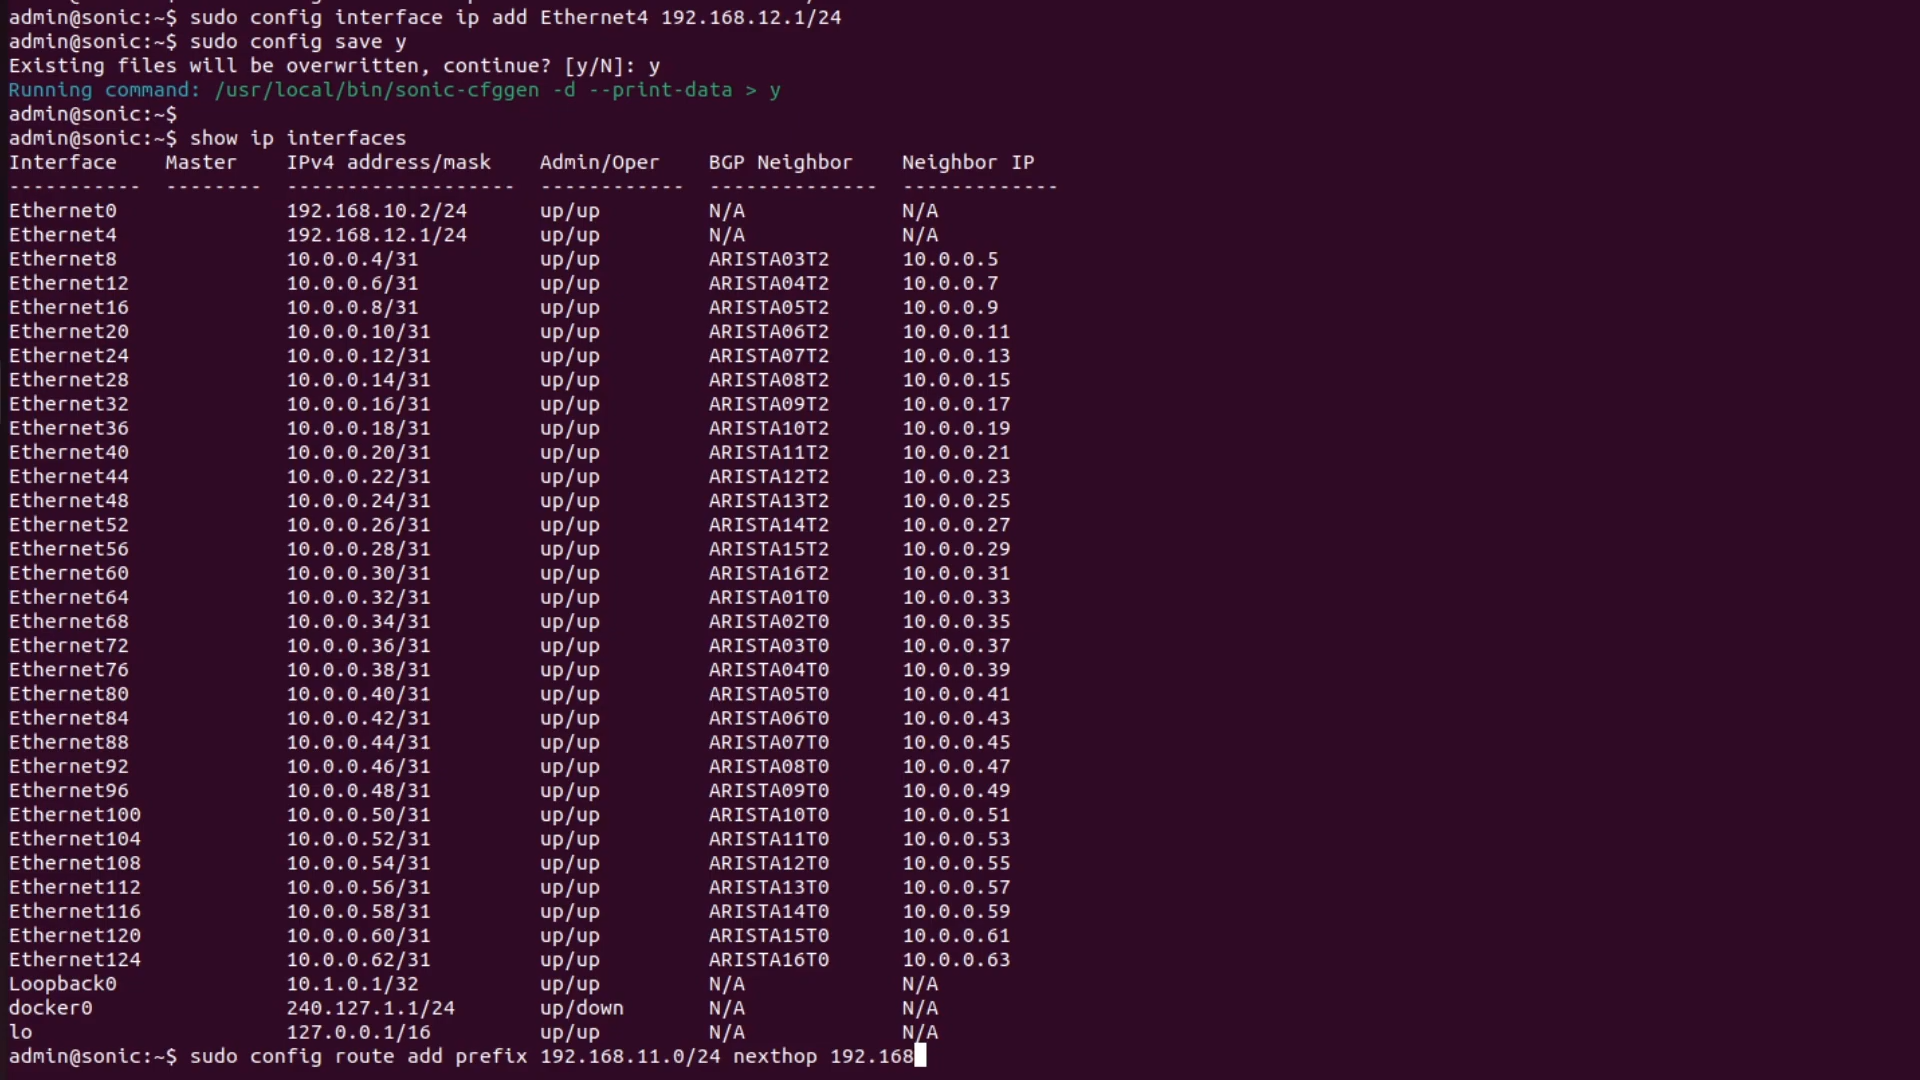 admin@sonic:~$ sudo config interface ip add Ethernet4 192.168.12.1/24
admin@sonic:~$ sudo config save y
Existing files will be overwritten, continue? [y/N]: y
Running command: /usr/local/bin/sonic-cfggen -d --print-data > y
admin@sonic:~$
admin@sonic:~$ show ip interfaces
Interface    Master    IPv4 address/mask    Admin/Oper    BGP Neighbor    Neighbor IP
-----------  --------  -------------------  ------------  --------------  -------------
Ethernet0              192.168.10.2/24      up/up         N/A             N/A
Ethernet4              192.168.12.1/24      up/up         N/A             N/A
Ethernet8              10.0.0.4/31          up/up         ARISTA03T2      10.0.0.5
Ethernet12             10.0.0.6/31          up/up         ARISTA04T2      10.0.0.7
Ethernet16             10.0.0.8/31          up/up         ARISTA05T2      10.0.0.9
Ethernet20             10.0.0.10/31         up/up         ARISTA06T2      10.0.0.11
Ethernet24             10.0.0.12/31         up/up         ARISTA07T2      10.0.0.13
Ethernet28             10.0.0.14/31         up/up         ARISTA08T2      10.0.0.15
Ethernet32             10.0.0.16/31         up/up         ARISTA09T2      10.0.0.17
Ethernet36             10.0.0.18/31         up/up         ARISTA10T2      10.0.0.19
Ethernet40             10.0.0.20/31         up/up         ARISTA11T2      10.0.0.21
Ethernet44             10.0.0.22/31         up/up         ARISTA12T2      10.0.0.23
Ethernet48             10.0.0.24/31         up/up         ARISTA13T2      10.0.0.25
Ethernet52             10.0.0.26/31         up/up         ARISTA14T2      10.0.0.27
Ethernet56             10.0.0.28/31         up/up         ARISTA15T2      10.0.0.29
Ethernet60             10.0.0.30/31         up/up         ARISTA16T2      10.0.0.31
Ethernet64             10.0.0.32/31         up/up         ARISTA01T0      10.0.0.33
Ethernet68             10.0.0.34/31         up/up         ARISTA02T0      10.0.0.35
Ethernet72             10.0.0.36/31         up/up         ARISTA03T0      10.0.0.37
Ethernet76             10.0.0.38/31         up/up         ARISTA04T0      10.0.0.39
Ethernet80             10.0.0.40/31         up/up         ARISTA05T0      10.0.0.41
Ethernet84             10.0.0.42/31         up/up         ARISTA06T0      10.0.0.43
Ethernet88             10.0.0.44/31         up/up         ARISTA07T0      10.0.0.45
Ethernet92             10.0.0.46/31         up/up         ARISTA08T0      10.0.0.47
Ethernet96             10.0.0.48/31         up/up         ARISTA09T0      10.0.0.49
Ethernet100            10.0.0.50/31         up/up         ARISTA10T0      10.0.0.51
Ethernet104            10.0.0.52/31         up/up         ARISTA11T0      10.0.0.53
Ethernet108            10.0.0.54/31         up/up         ARISTA12T0      10.0.0.55
Ethernet112            10.0.0.56/31         up/up         ARISTA13T0      10.0.0.57
Ethernet116            10.0.0.58/31         up/up         ARISTA14T0      10.0.0.59
Ethernet120            10.0.0.60/31         up/up         ARISTA15T0      10.0.0.61
Ethernet124            10.0.0.62/31         up/up         ARISTA16T0      10.0.0.63
Loopback0              10.1.0.1/32          up/up         N/A             N/A
docker0                240.127.1.1/24       up/down       N/A             N/A
lo                     127.0.0.1/16         up/up         N/A             N/A
admin@sonic:~$ sudo config route add prefix 192.168.11.0/24 nexthop 192.168